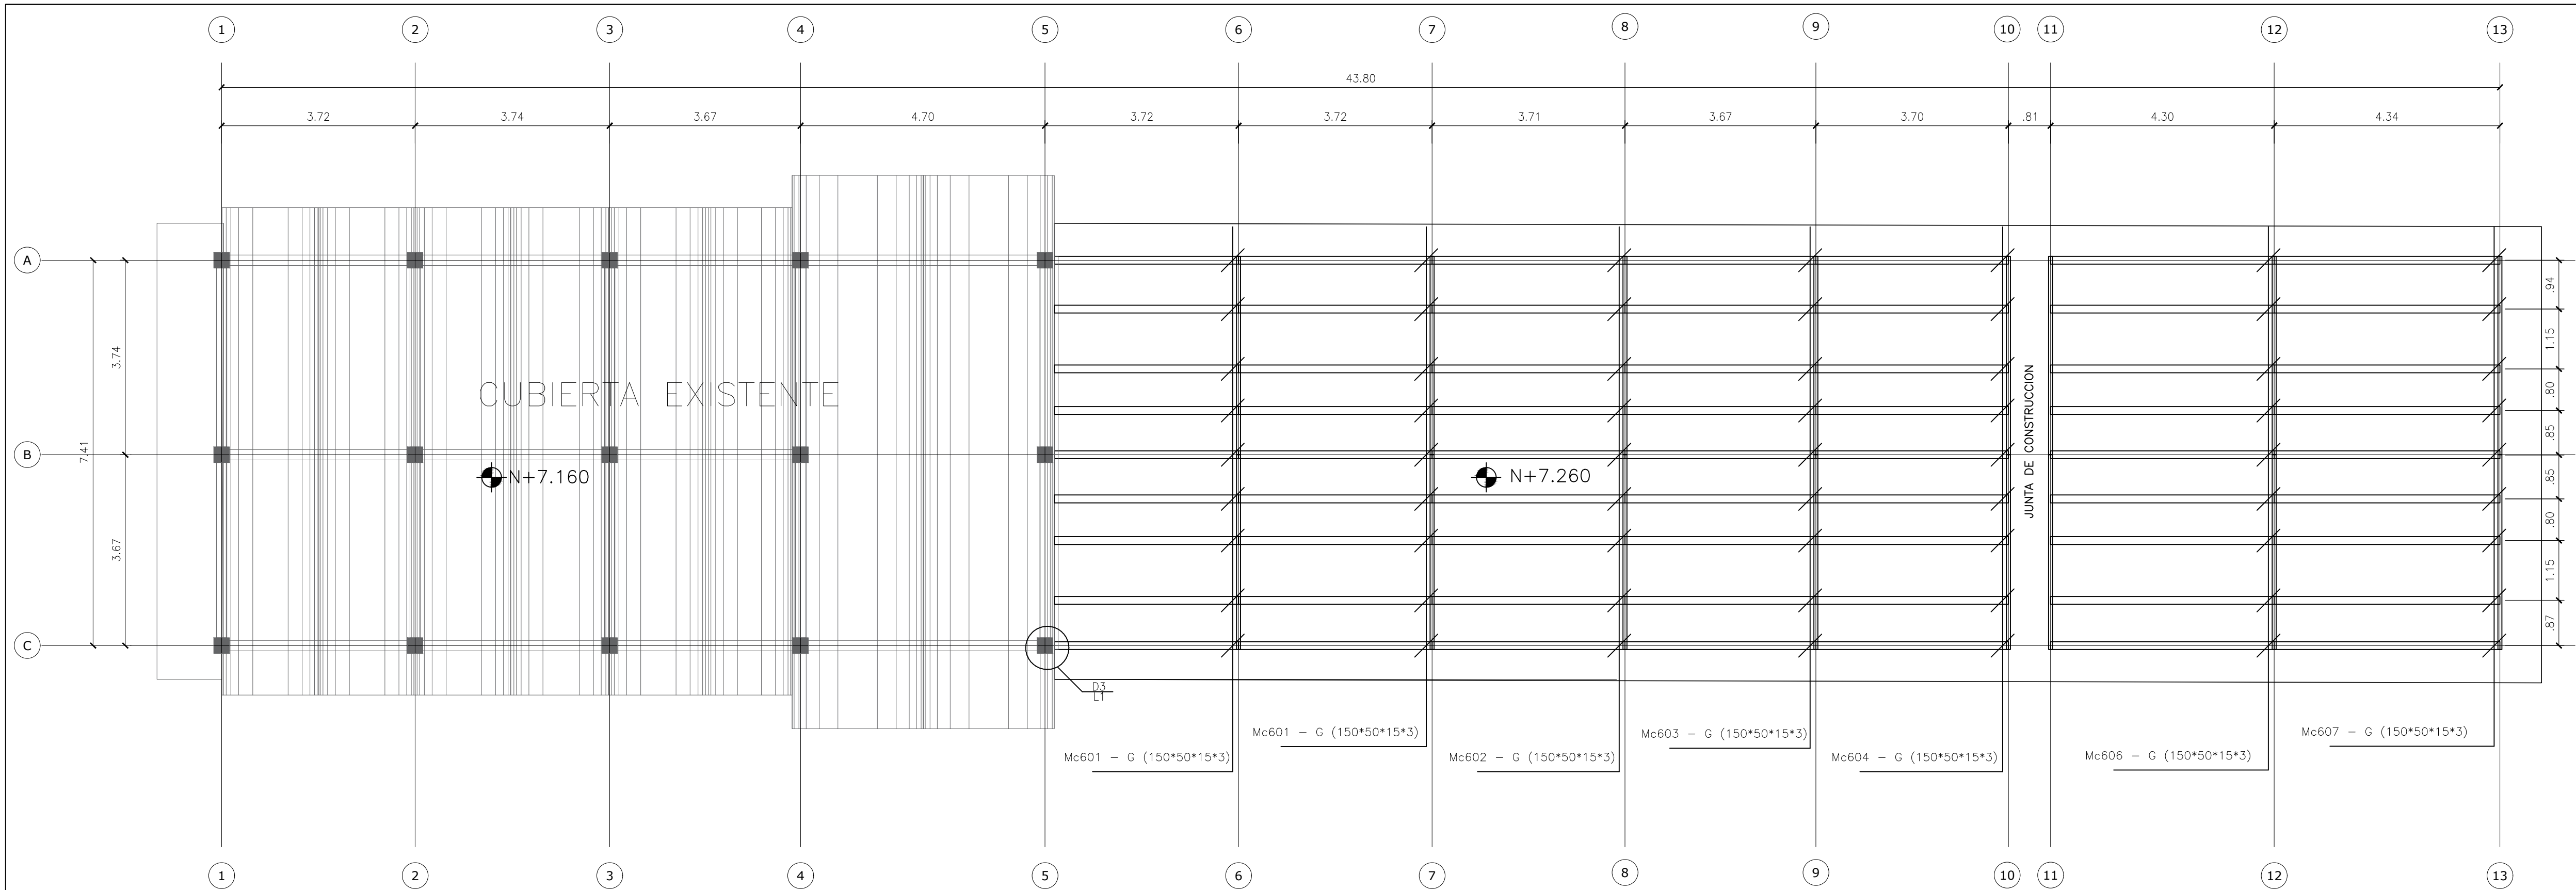 1 2 3 4 5 6 7 8 9 10 11 12 13
43.80
3.72 3.74 3.67 4.70 3.72 3.72 3.71 3.67 3.70 .81 4.30 4.34
A
.94
1.15
3.74
.80
CUBIERTA EXISTENTE
JUNTA DE CONSTRUCCION
.85
7.41
B
N+7.160
N+7.260
.85
.80
3.67
1.15
.87
C
D3
L1
Mc601 - G (150*50*15*3)
Mc601 - G (150*50*15*3)
Mc602 - G (150*50*15*3)
Mc603 - G (150*50*15*3)
Mc604 - G (150*50*15*3)
Mc606 - G (150*50*15*3)
Mc607 - G (150*50*15*3)
1 2 3 4 5 6 7 8 9 10 11 12 13